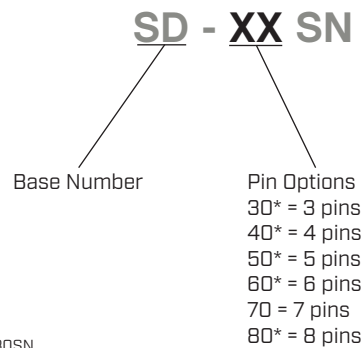 SD - XX SN
Base Number
Pin Options
30* = 3 pins
40* = 4 pins
50* = 5 pins
60* = 6 pins
70 = 7 pins
80* = 8 pins